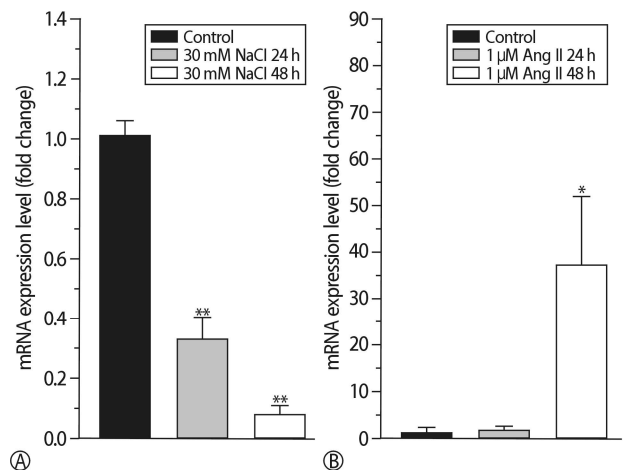 1.4
1.2
1.0
0.8
0.6
0.4
0.2
0.0
mRNA expression level (fold change)
Control
30 mM NaCl 24 h
30 mM NaCl 48 h
**
**
A
90
80
70
60
50
40
30
20
10
0
mRNA expression level (fold change)
Control
1 µM Ang II 24 h
1 µM Ang II 48 h
*
B